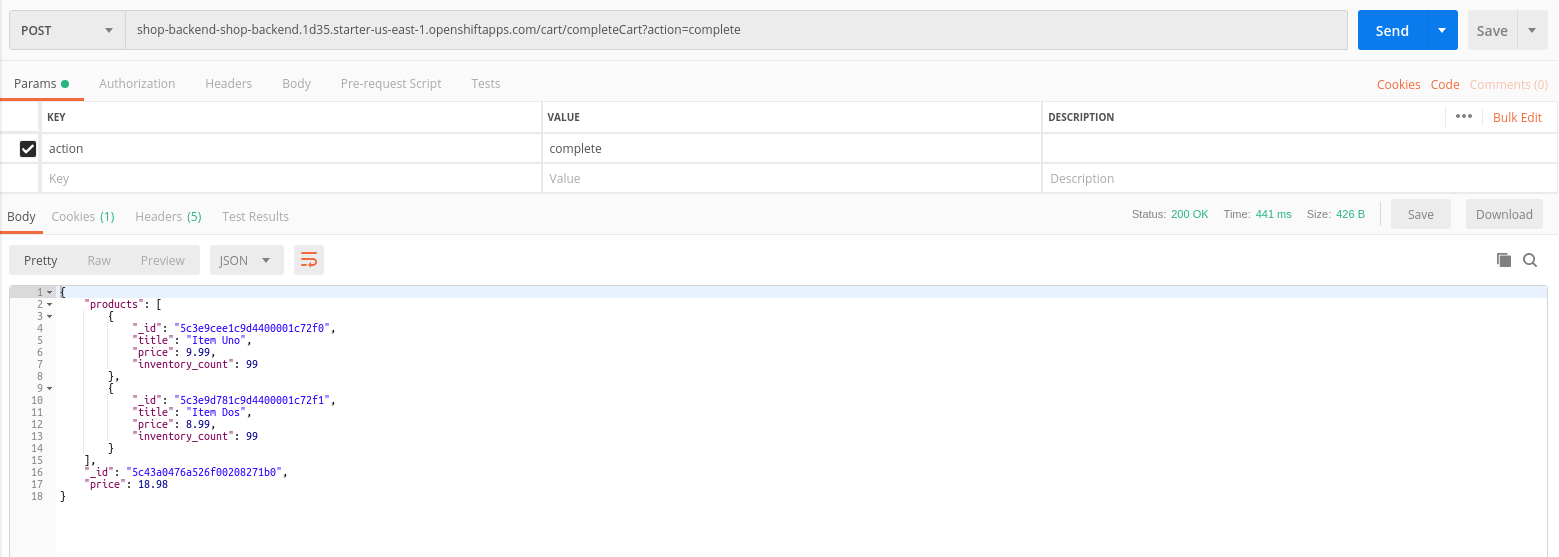 POST shop-backend-shop-backend.1d35.starter-us-east-1.openshiftapps.com/cart/completeCart?action=complete Send Save
Params Authorization Headers Body Pre-request Script Tests Cookies Code Comments (0)
KEY VALUE DESCRIPTION ••• Bulk Edit
action complete
Key Value Description
Body Cookies (1) Headers (5) Test Results Status: 200 OK Time: 441 ms Size: 426 B Save Download
Pretty Raw Preview JSON
1 {
2 "products": [
3 {
4 "_id": "5c3e9cee1c9d4400001c72f0",
5 "title": "Item Uno",
6 "price": 9.99,
7 "inventory_count": 99
8 },
9 {
10 "_id": "5c3e9d781c9d4400001c72f1",
11 "title": "Item Dos",
12 "price": 8.99,
13 "inventory_count": 99
14 }
15 ],
16 "_id": "5c43a0476a526f00208271b0",
17 "price": 18.98
18 }